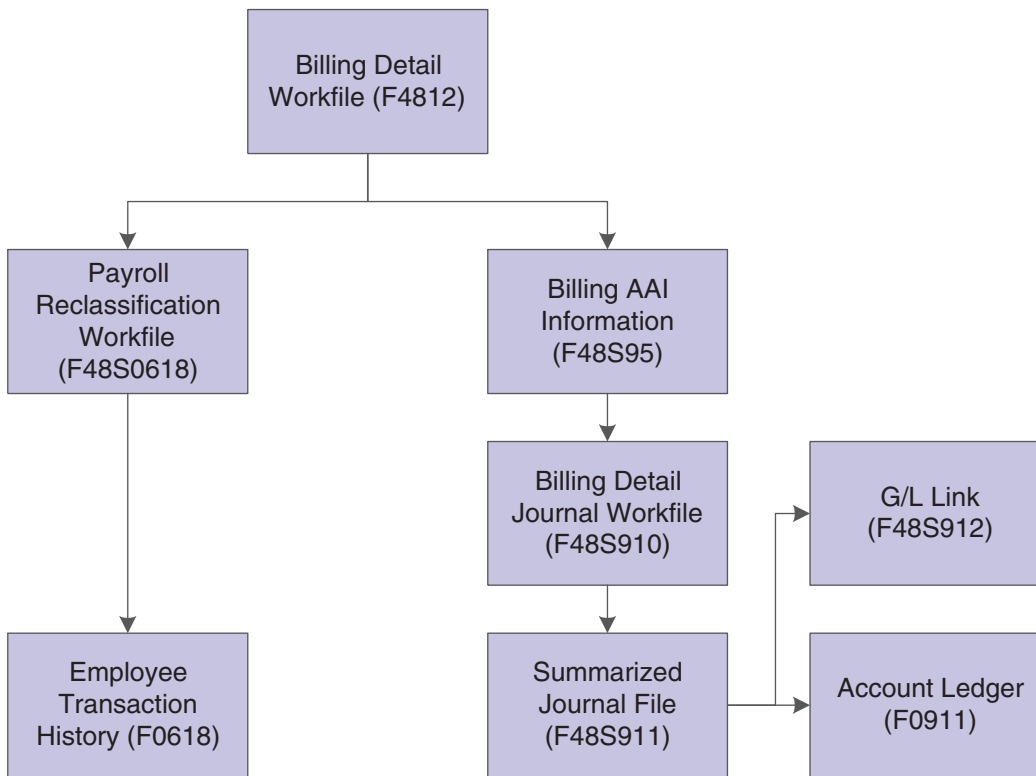 Billing Detail
Workfile (F4812)
Payroll
Reclassification
Workfile
(F48S0618)
Billing AAI
Information
(F48S95)
Billing Detail
Journal Workfile
(F48S910)
G/L Link
(F48S912)
Employee
Transaction
History (F0618)
Summarized
Journal File
(F48S911)
Account Ledger
(F0911)